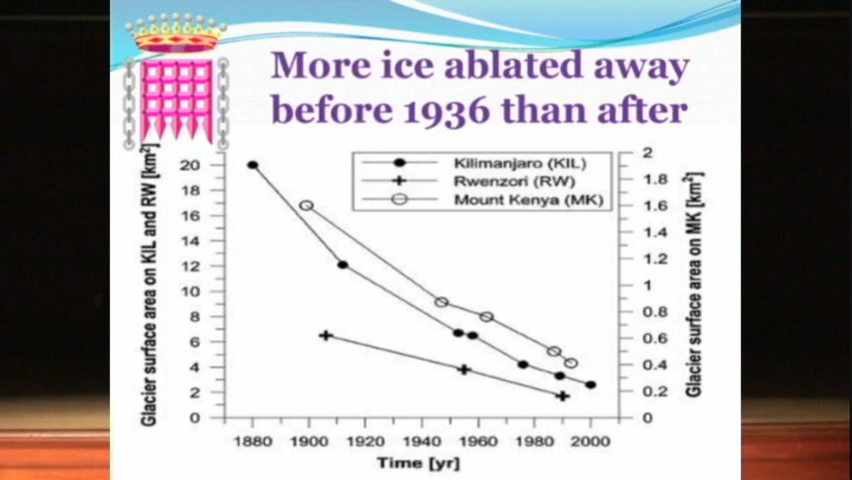 More ice ablated away
before 1936 than after
Glacier surface area on KIL and RW [km²]
20
18
16
14
12
10
8
6
4
2
0
Kilimanjaro (KIL)
Rwenzori (RW)
Mount Kenya (MK)
2
1.8
1.6
1.4
1.2
1
0.8
0.6
0.4
0.2
0
Glacier surface area on MK [km²]
1880 1900 1920 1940 1960 1980 2000
Time [yr]